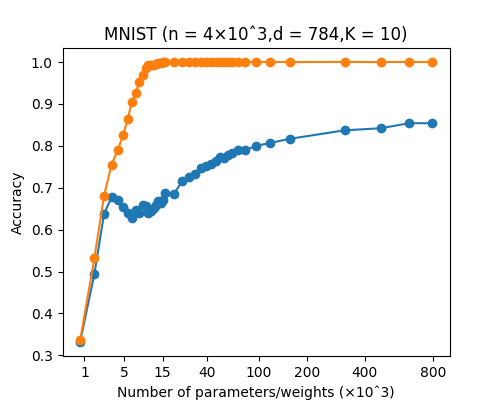 MNIST (n = 4×10ˆ3,d = 784,K = 10)
1.0
0.9
0.8
0.7
0.6
0.5
0.4
0.3
Accuracy
1 5 15 40 100 200 400 800
Number of parameters/weights (×10ˆ3)